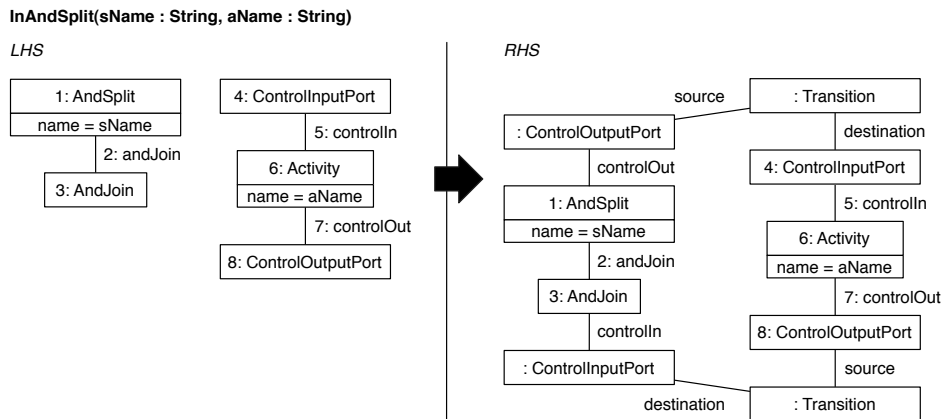 InAndSplit(sName : String, aName : String)
LHS
1: AndSplit
name = sName
2: andJoin
3: AndJoin
4: ControlInputPort
5: controlIn
6: Activity
name = aName
7: controlOut
8: ControlOutputPort
RHS
source
: Transition
: ControlOutputPort
destination
controlOut
4: ControlInputPort
1: AndSplit
name = sName
5: controlIn
6: Activity
name = aName
2: andJoin
3: AndJoin
7: controlOut
controlIn
8: ControlOutputPort
: ControlInputPort
source
destination
: Transition